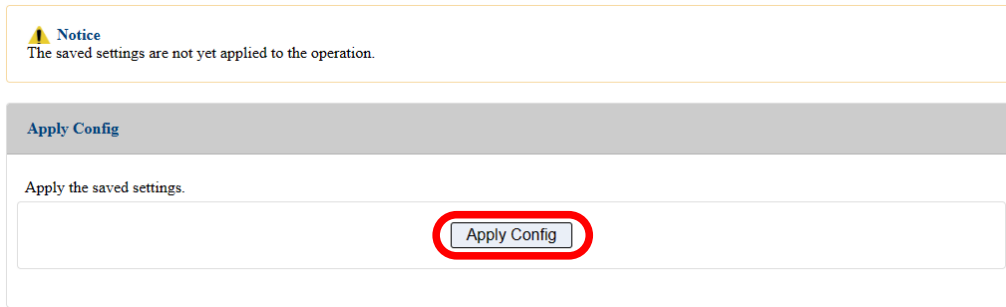 Notice
The saved settings are not yet applied to the operation.
Apply Config
Apply the saved settings.
Apply Config